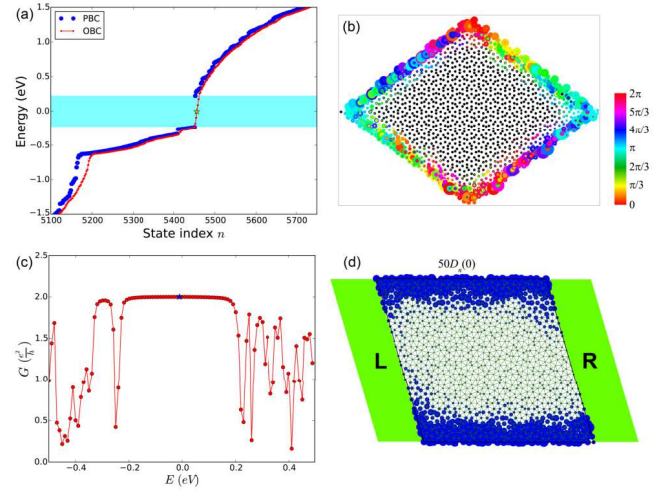 (a)
PBC
OBC
Energy (eV)
1.5
1.0
0.5
0.0
−0.5
−1.0
−1.5
5100 5200 5300 5400 5500 5600 5700
State index n
(b)
2π
5π/3
4π/3
π
2π/3
π/3
0
(c)
G (e²/h)
2.5
2.0
1.5
1.0
0.5
0.0
−0.4 −0.2 0.0 0.2 0.4
E (eV)
(d)
50Dₙ(0)
L R